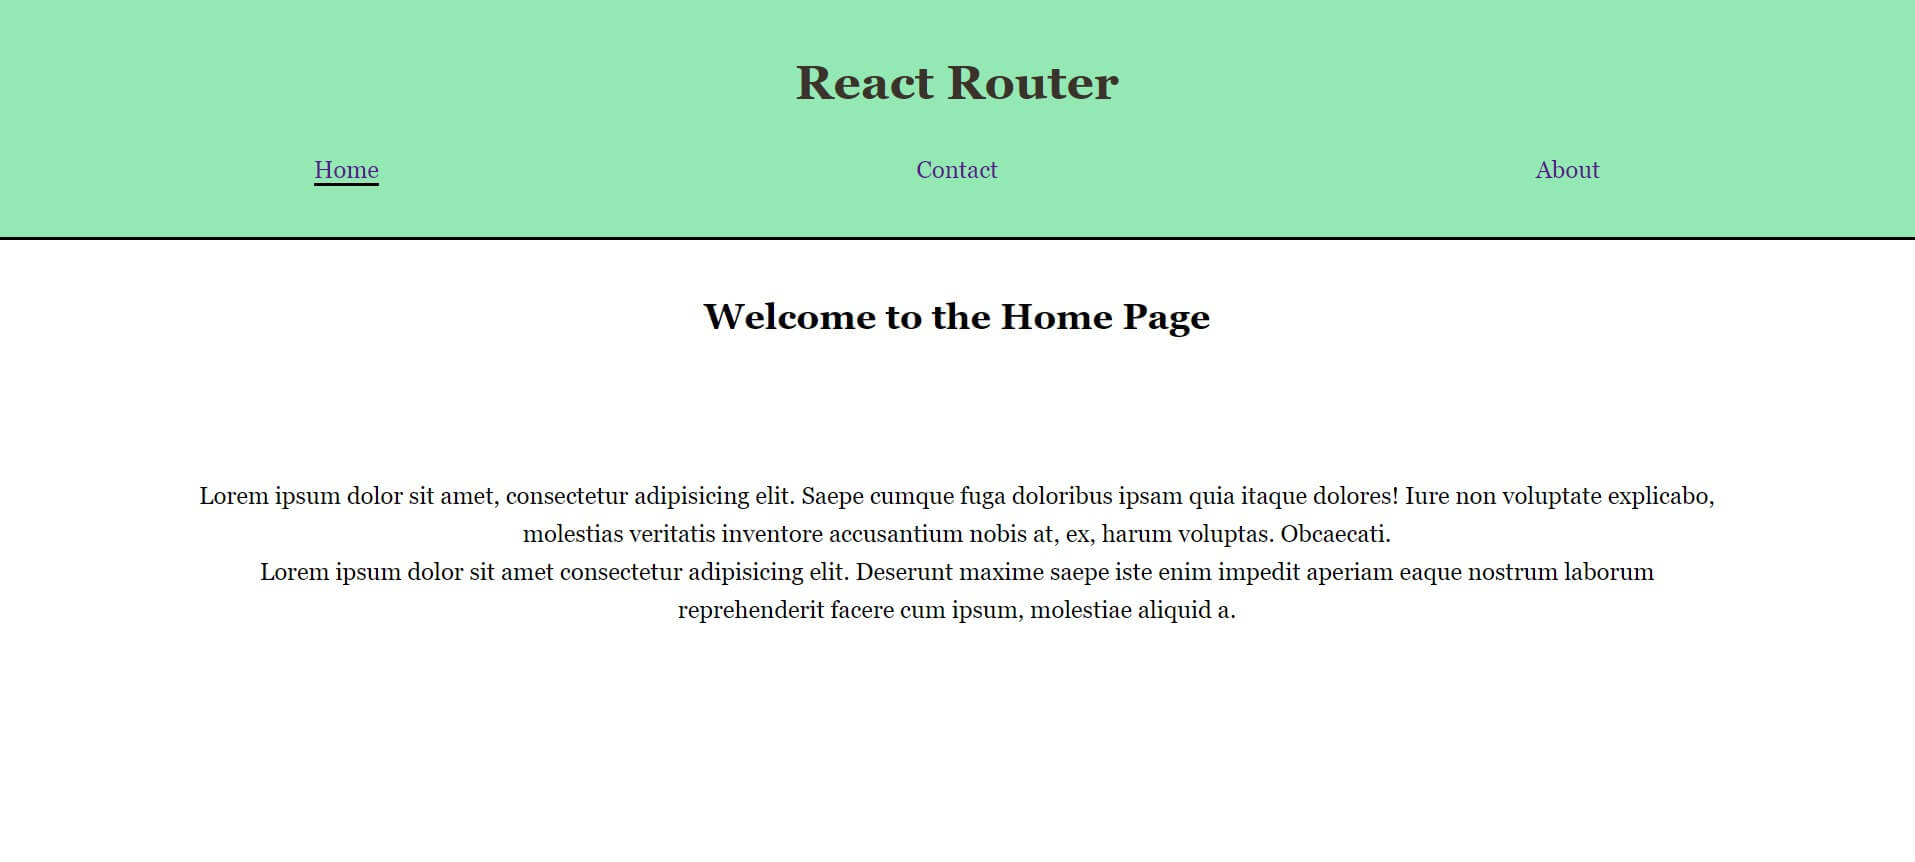 React Router
Home Contact About
Welcome to the Home Page
Lorem ipsum dolor sit amet, consectetur adipisicing elit. Saepe cumque fuga doloribus ipsam quia itaque dolores! Iure non voluptate explicabo,
molestias veritatis inventore accusantium nobis at, ex, harum voluptas. Obcaecati.
Lorem ipsum dolor sit amet consectetur adipisicing elit. Deserunt maxime saepe iste enim impedit aperiam eaque nostrum laborum
reprehenderit facere cum ipsum, molestiae aliquid a.